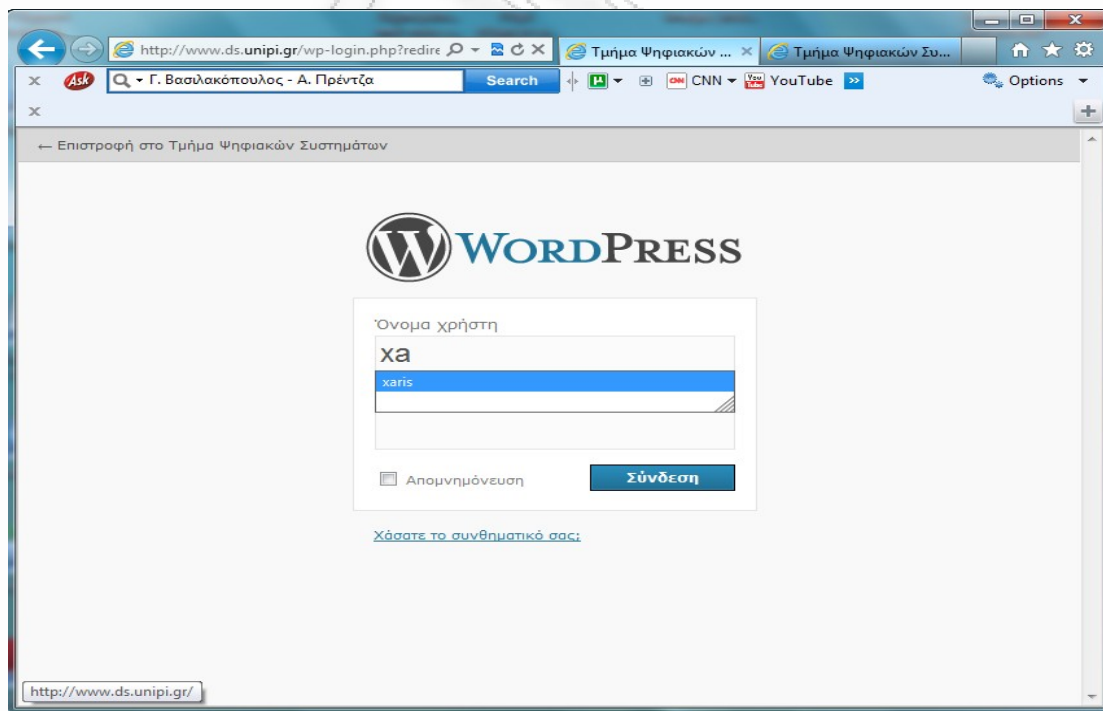 http://www.ds.unipi.gr/wp-login.php?redire
Τμήμα Ψηφιακών ...
Τμήμα Ψηφιακών Συ...
x Ask Γ. Βασιλακόπουλος - Α. Πρέντζα Search CNN YouTube Options
x
← Επιστροφή στο Τμήμα Ψηφιακών Συστημάτων
WORDPRESS
Όνομα χρήστη
xa
xaris
Απομνημόνευση
Σύνδεση
Χάσατε το συνθηματικό σας;
http://www.ds.unipi.gr/